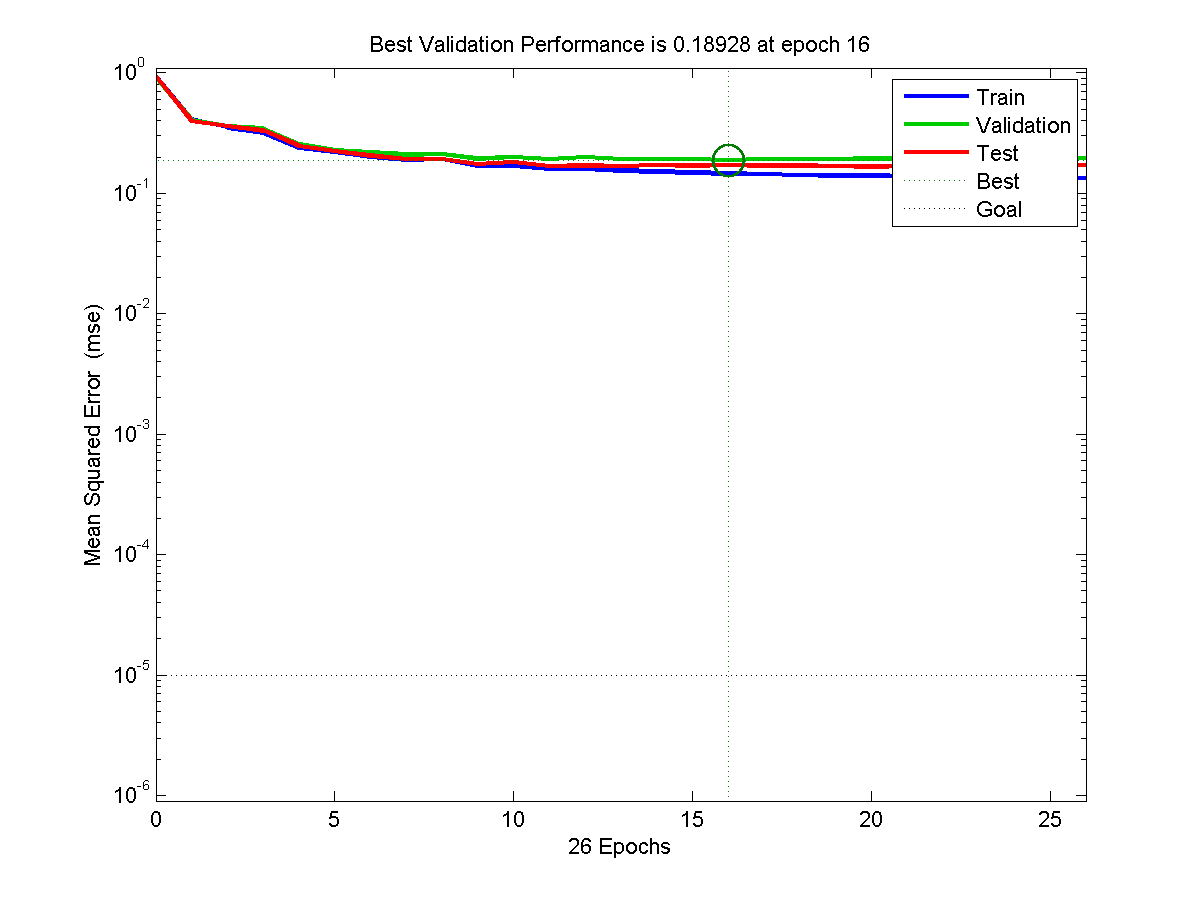 Best Validation Performance is 0.18928 at epoch 16
10^0
10^-1
10^-2
10^-3
10^-4
10^-5
10^-6
Mean Squared Error (mse)
Train
Validation
Test
Best
Goal
0 5 10 15 20 25
26 Epochs